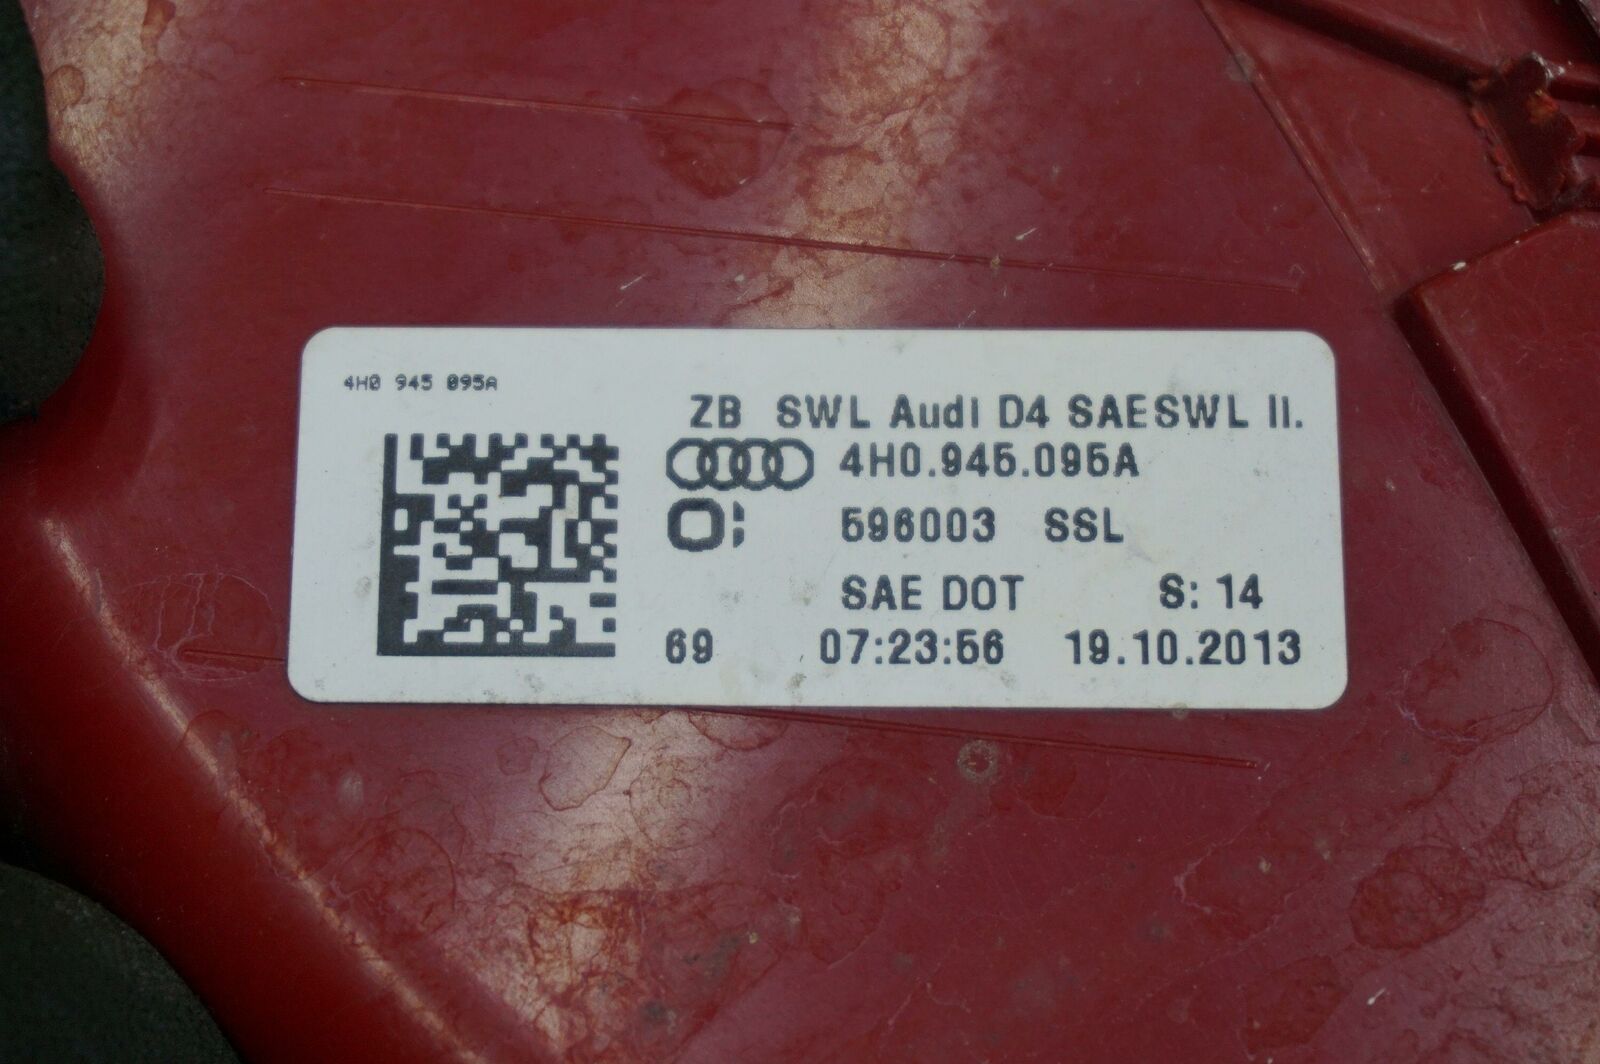 4H0 945 095A
ZB SWL Audi D4 SAESWL li.
4H0.945.095A
596003 SSL
SAE DOT S: 14
69 07:23:56 19.10.2013